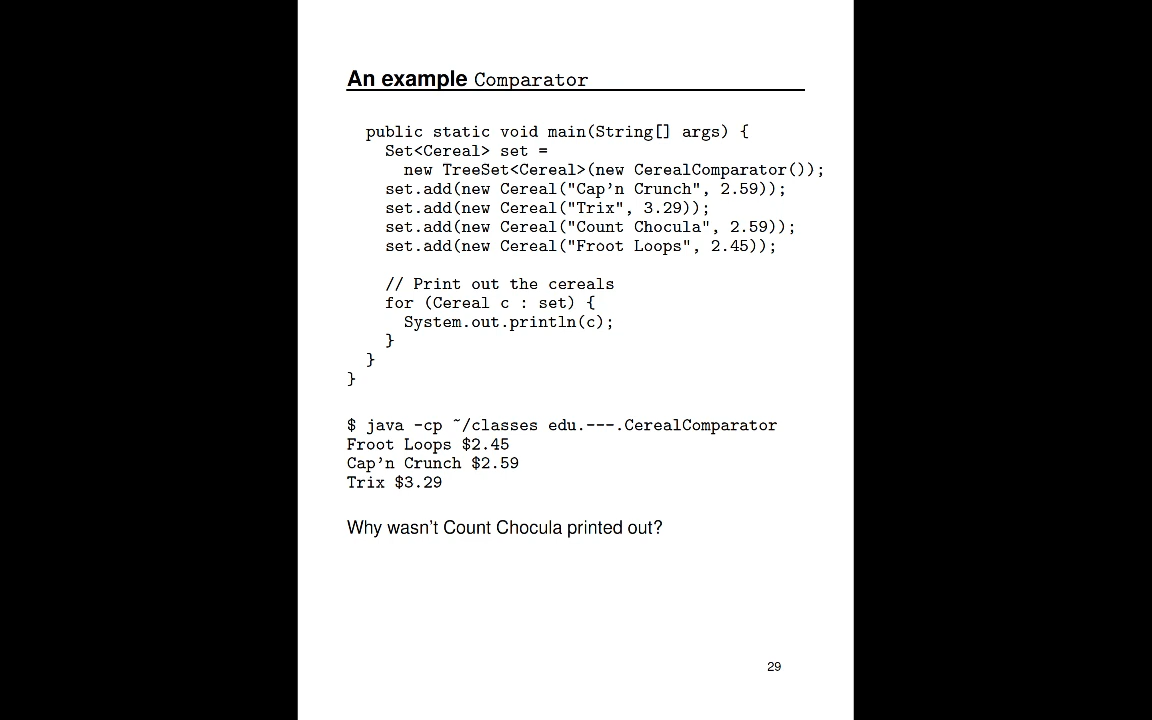 An example Comparator
public static void main(String[] args) {
Set<Cereal> set =
new TreeSet<Cereal>(new CerealComparator());
set.add(new Cereal("Cap'n Crunch", 2.59));
set.add(new Cereal("Trix", 3.29));
set.add(new Cereal("Count Chocula", 2.59));
set.add(new Cereal("Froot Loops", 2.45));
// Print out the cereals
for (Cereal c : set) {
System.out.println(c);
}
}
}
$ java -cp ~/classes edu.---.CerealComparator
Froot Loops $2.45
Cap'n Crunch $2.59
Trix $3.29
Why wasn't Count Chocula printed out?
29